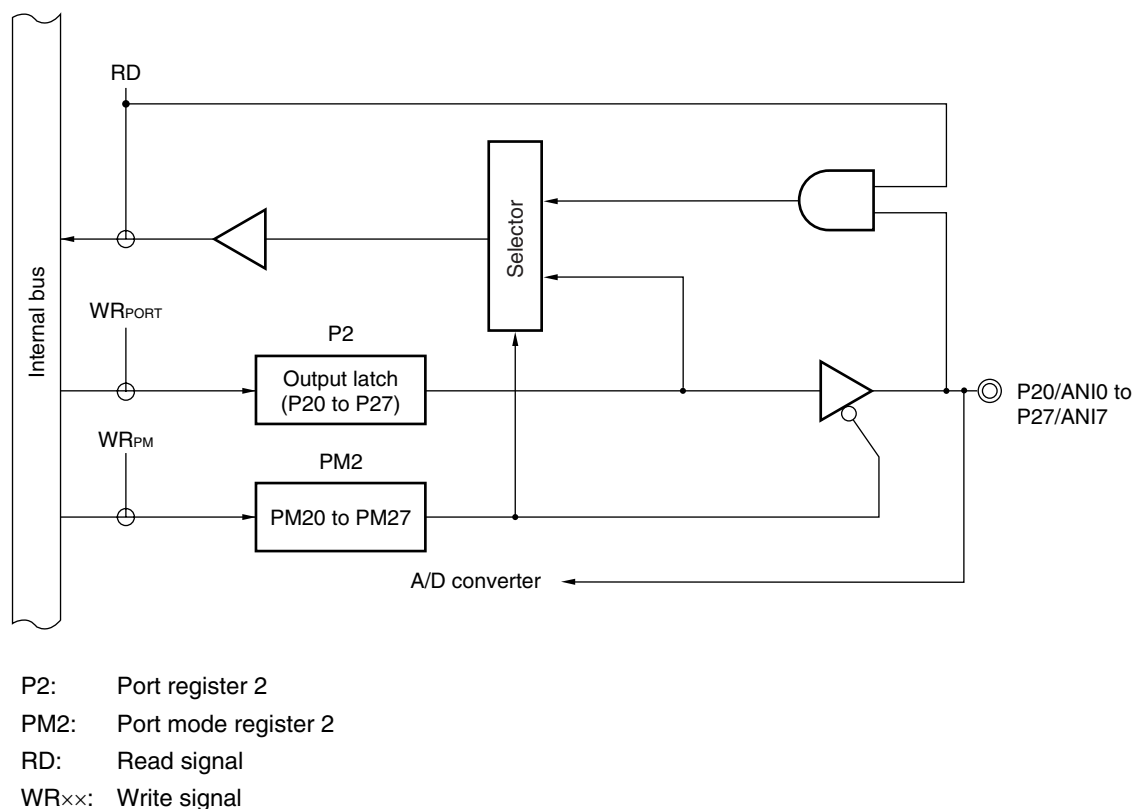 RD
Selector
Internal bus
WRPORT
P2
Output latch
(P20 to P27)
P20/ANI0 to
P27/ANI7
WRPM
PM2
PM20 to PM27
A/D converter
P2: Port register 2
PM2: Port mode register 2
RD: Read signal
WR××: Write signal